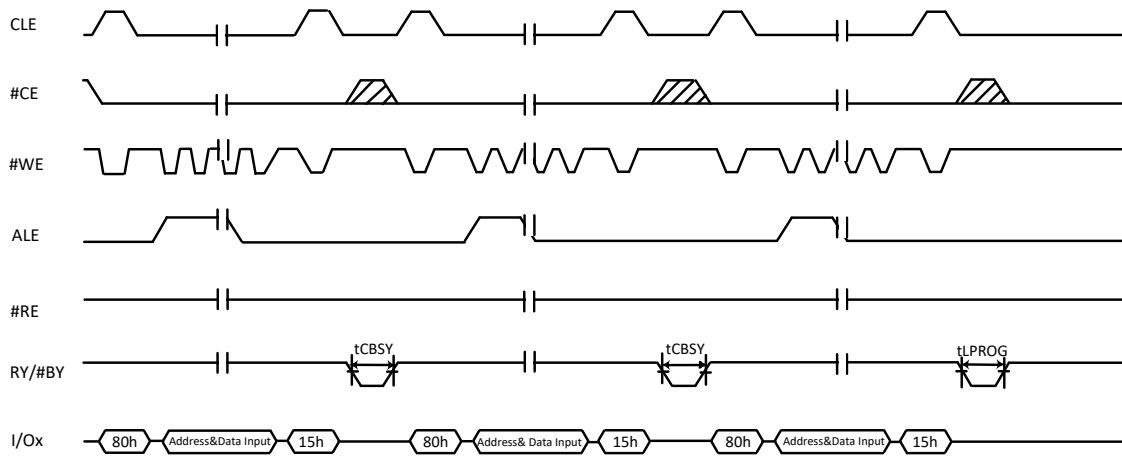 CLE
#CE
#WE
ALE
#RE
tCBSY tCBSY tLPROG
RY/#BY
I/Ox 80h Address&Data Input 15h 80h Address& Data Input 15h 80h Address&Data Input 15h